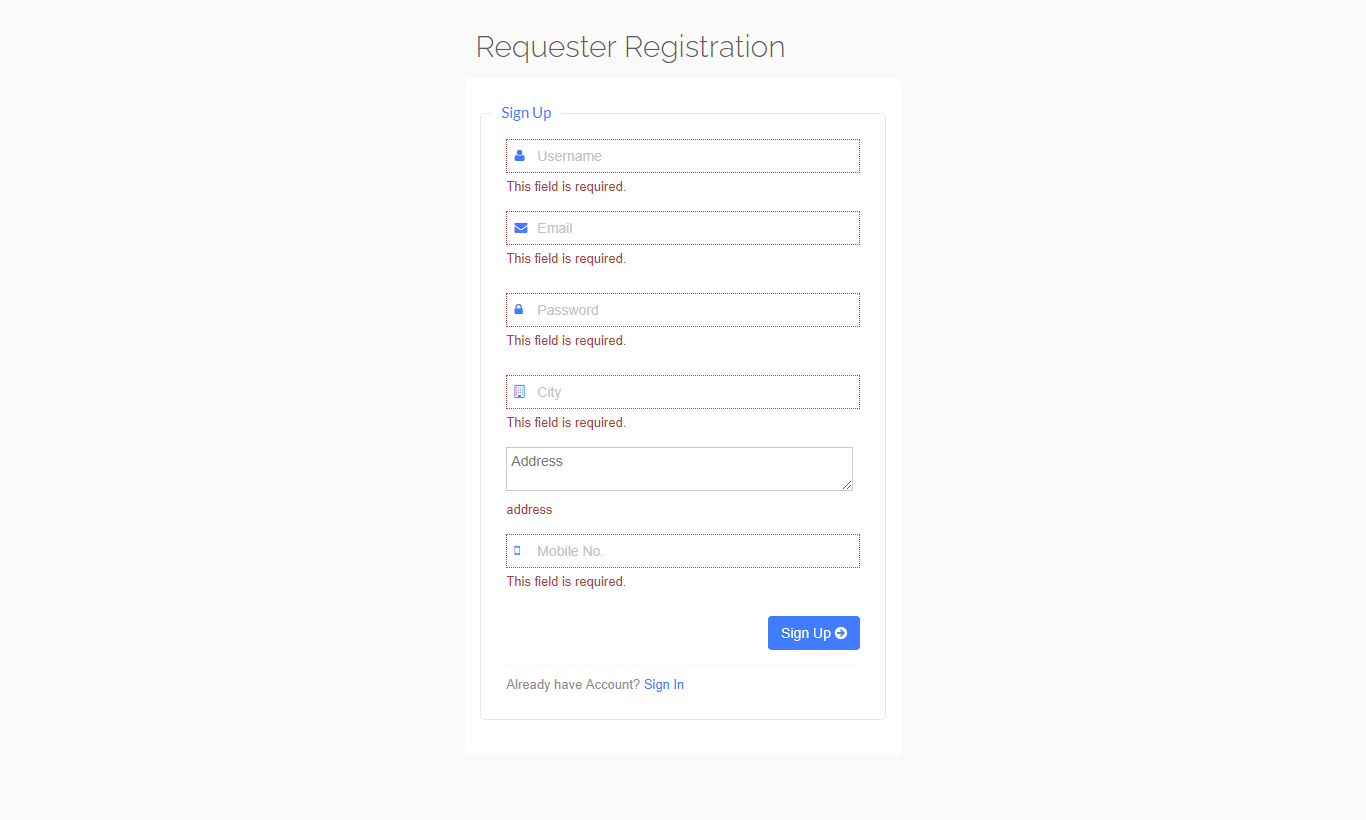 Requester Registration
Sign Up
Username
This field is required.
Email
This field is required.
Password
This field is required.
City
This field is required.
Address
address
Mobile No.
This field is required.
Sign Up
Already have Account? Sign In